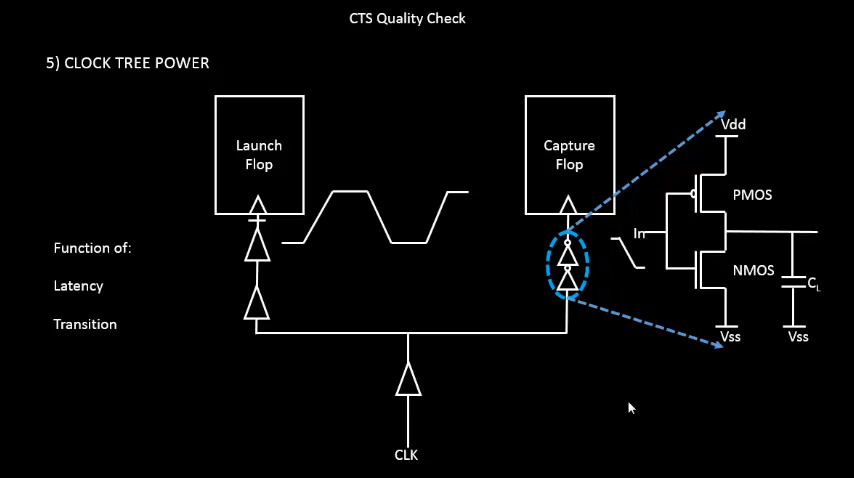 CTS Quality Check
5) CLOCK TREE POWER
Launch
Flop
Capture
Flop
Vdd
PMOS
In
Function of:
NMOS
Latency
CL
Transition
Vss
Vss
CLK